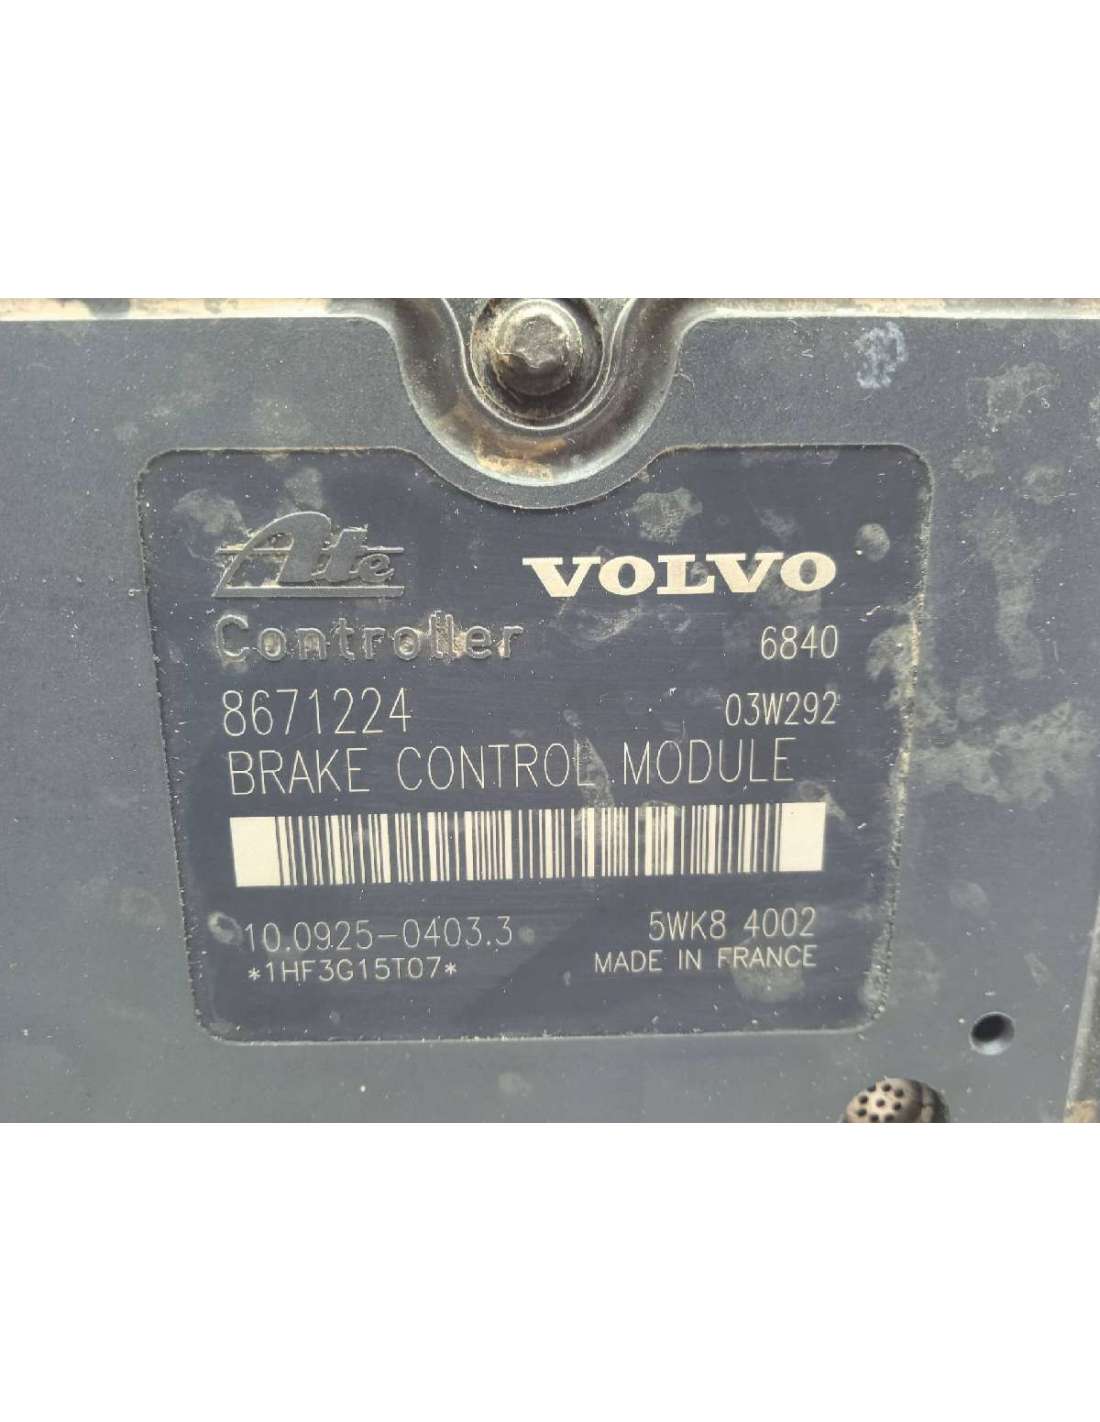 Ate VOLVO
Controller 6840
8671224 03W292
BRAKE CONTROL MODULE
10.0925-0403.3 5WK8 4002
*1HF3G15T07* MADE IN FRANCE